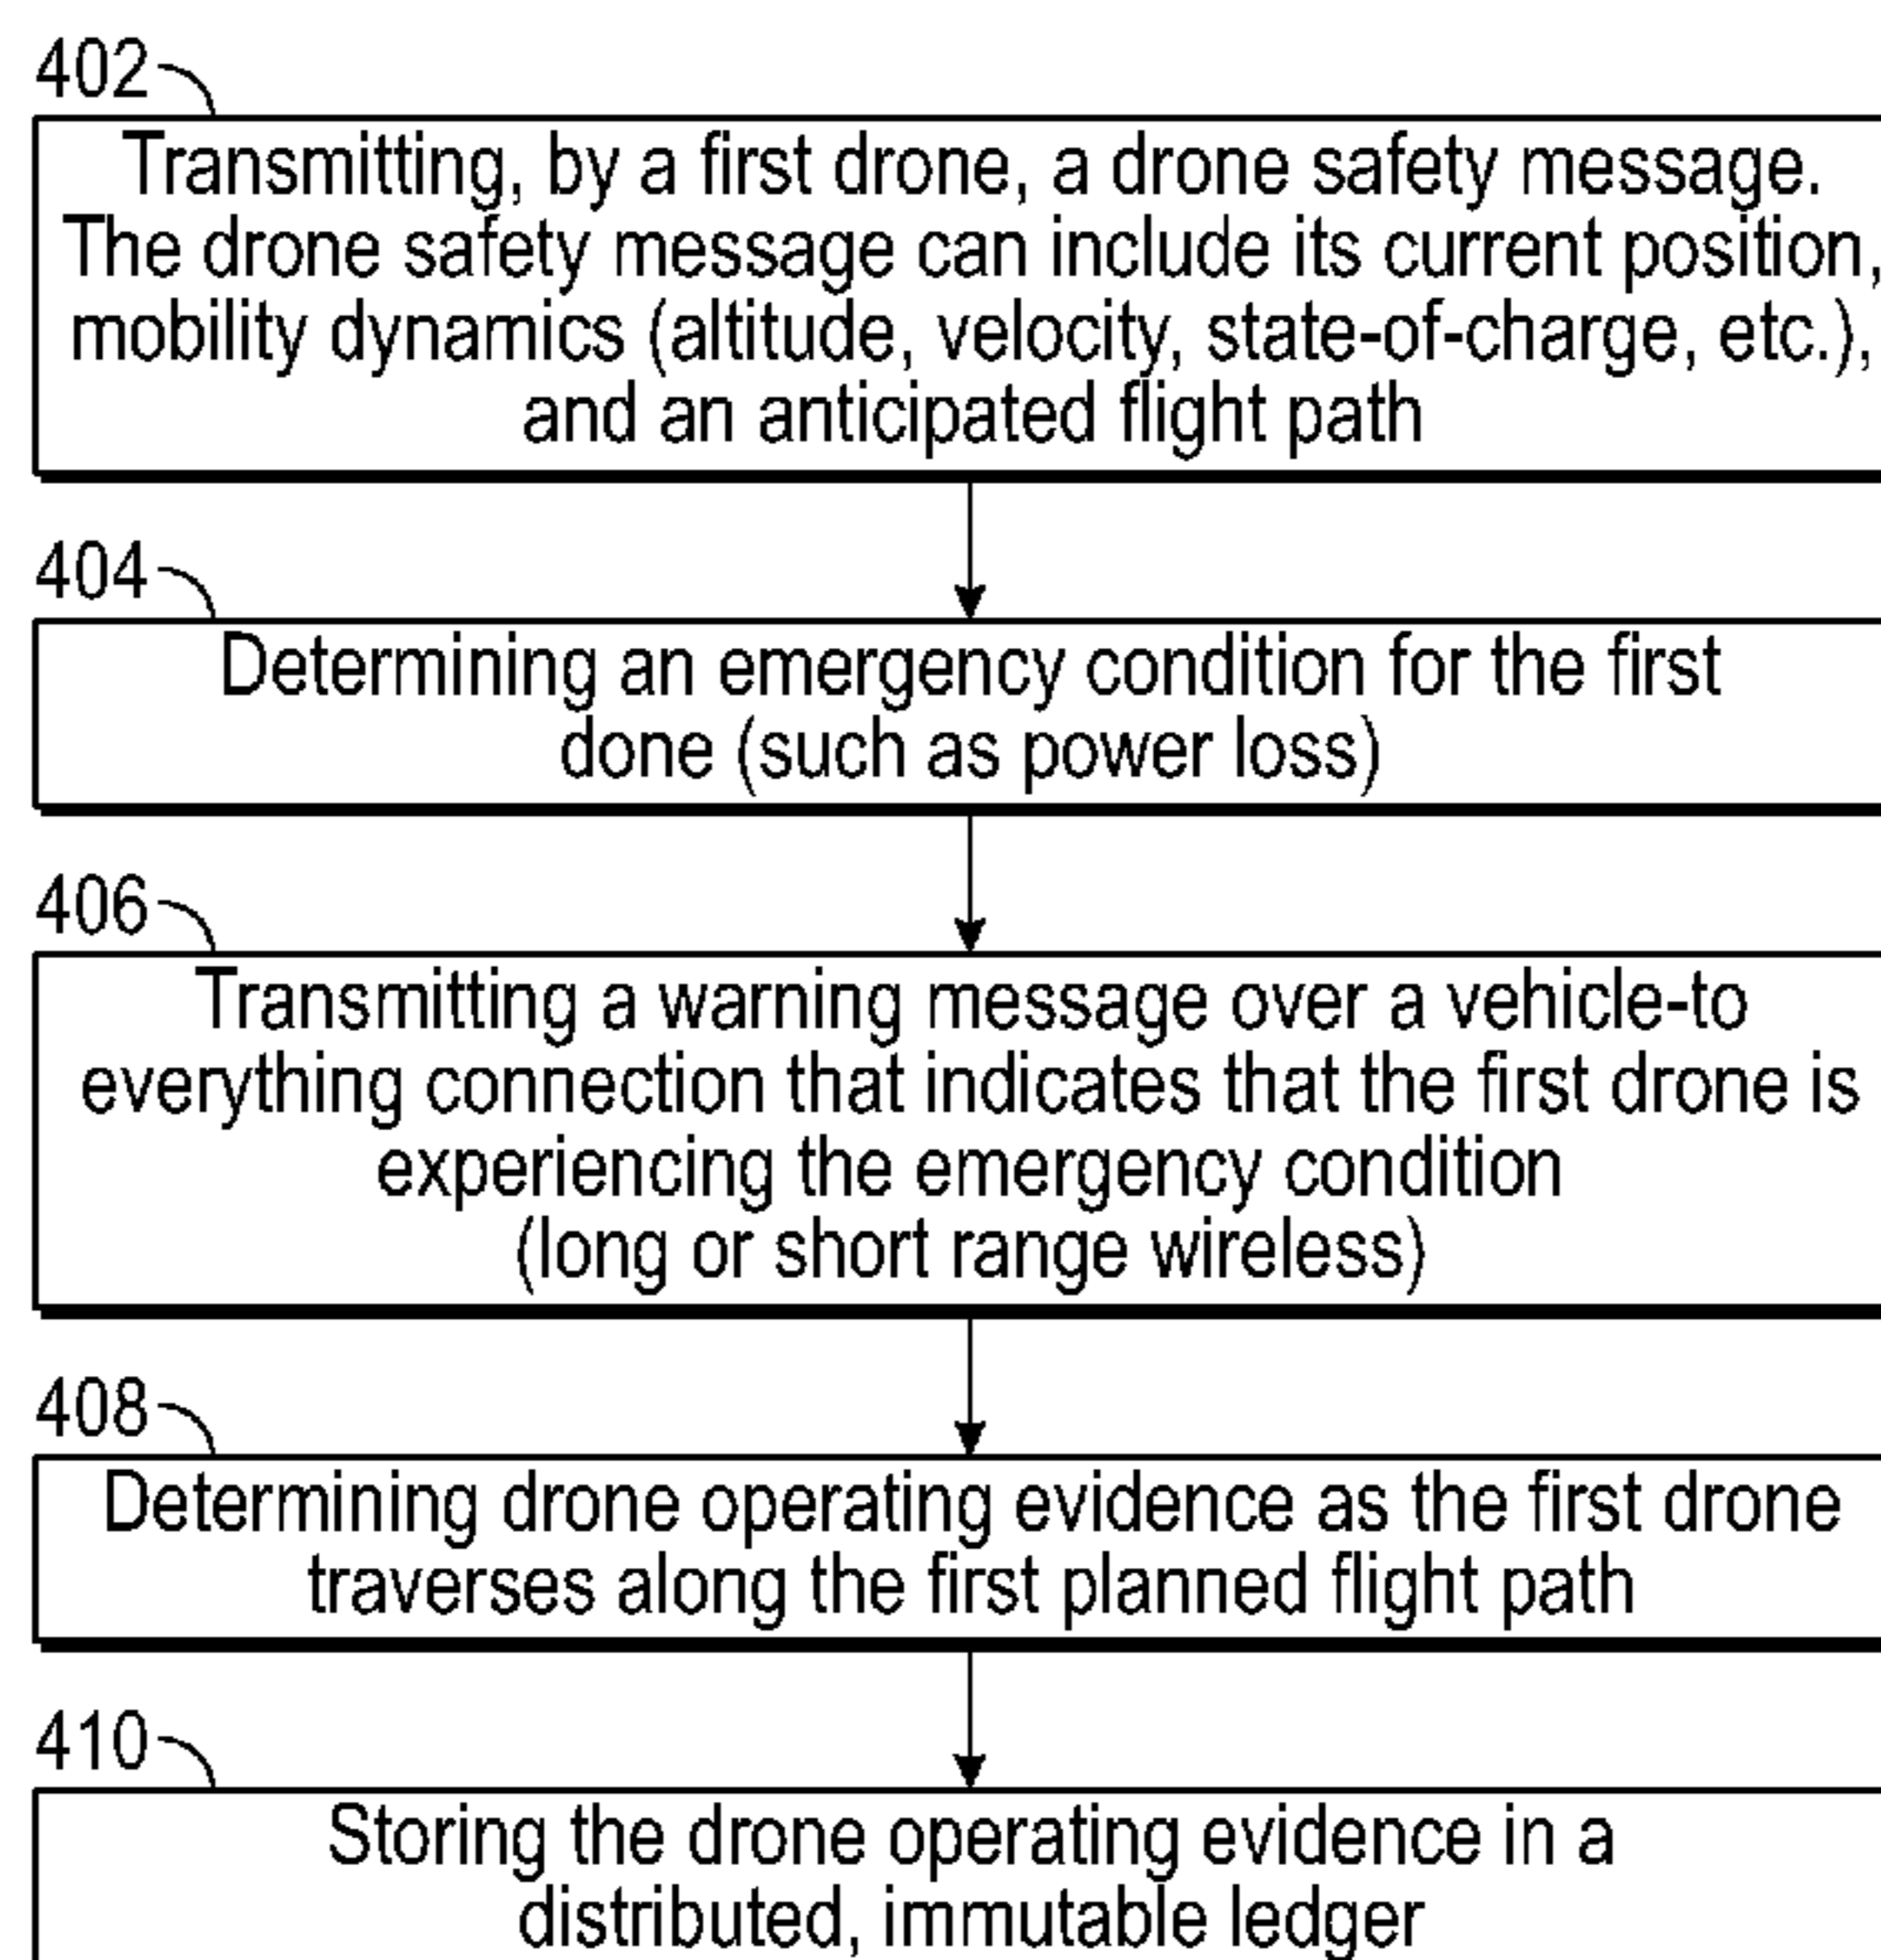 402
Transmitting, by a first drone, a drone safety message.
The drone safety message can include its current position,
mobility dynamics (altitude, velocity, state-of-charge, etc.),
and an anticipated flight path
404
Determining an emergency condition for the first
done (such as power loss)
406
Transmitting a warning message over a vehicle-to
everything connection that indicates that the first drone is
experiencing the emergency condition
(long or short range wireless)
408
Determining drone operating evidence as the first drone
traverses along the first planned flight path
410
Storing the drone operating evidence in a
distributed, immutable ledger